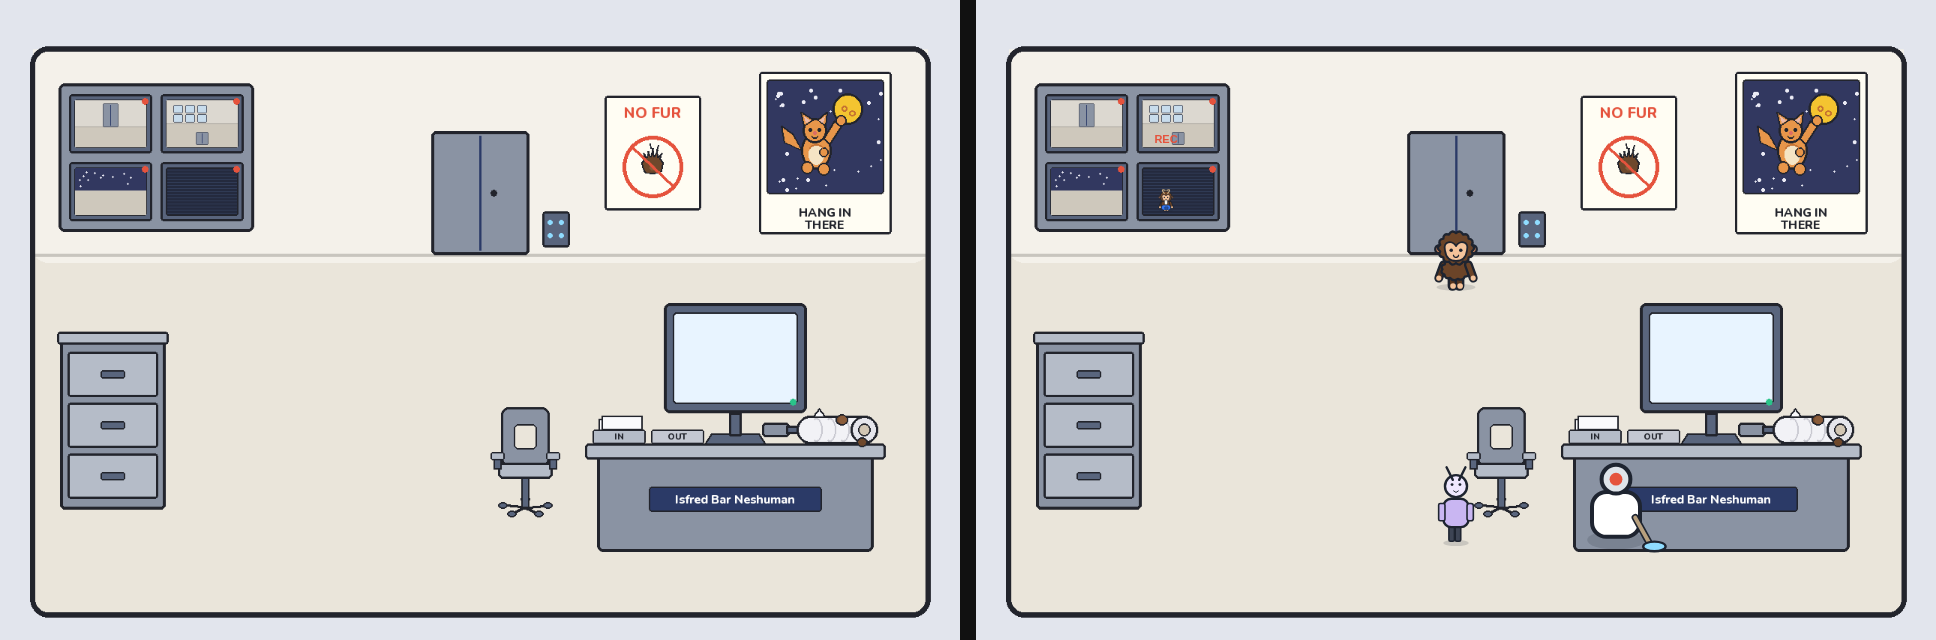 NO FUR
HANG IN
THERE
IN
OUT
Isfred Bar Neshuman
REC
NO FUR
HANG IN
THERE
IN
OUT
Isfred Bar Neshuman